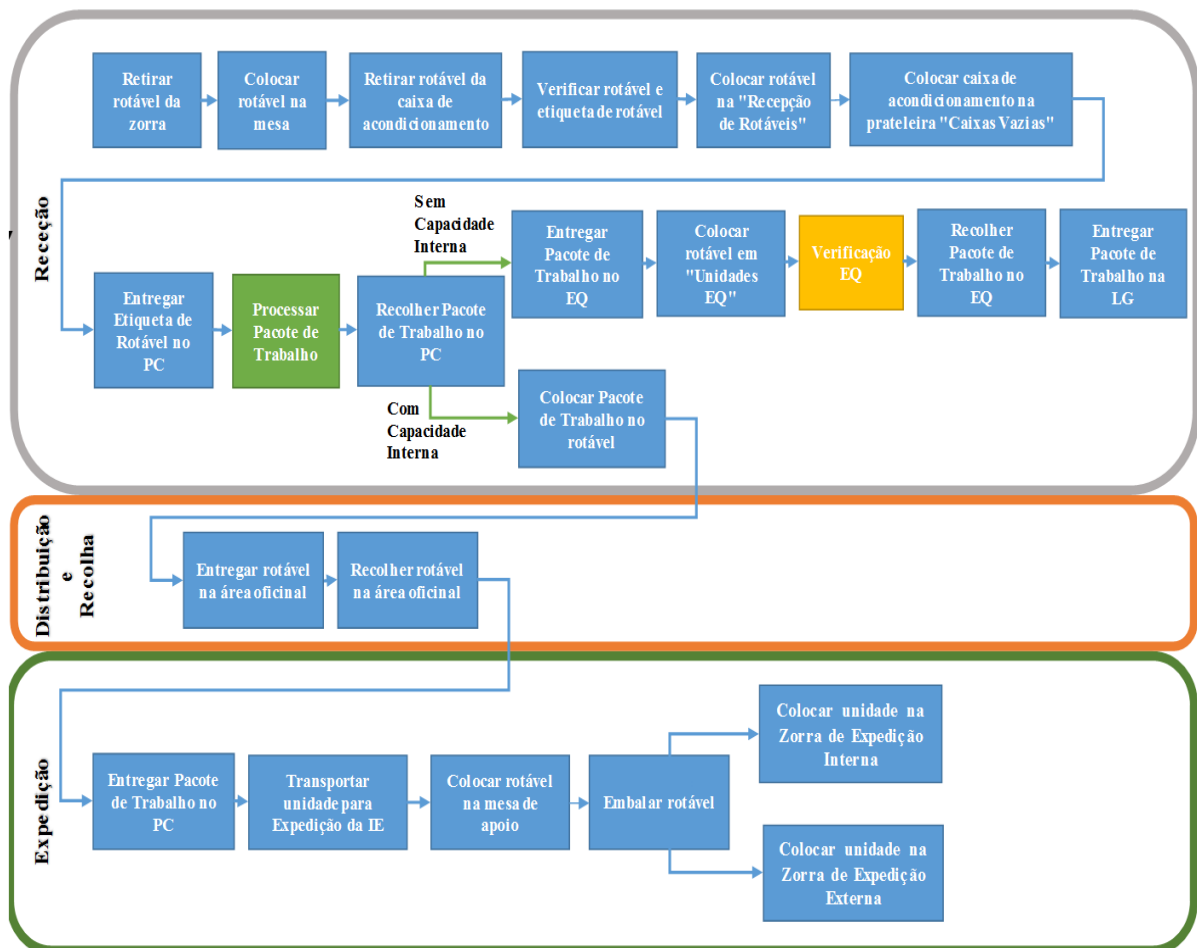 Retirar
rotável da
zorra
Colocar
rotável na
mesa
Retirar rotável da
caixa de
acondicionamento
Verificar rotável e
etiqueta de rotável
Colocar rotável
na "Recepção
de Rotáveis"
Colocar caixa de
acondicionamento na
prateleira "Caixas Vazias"
Receção
Sem
Capacidade
Interna
Entregar
Etiqueta de
Rotável no
PC
Processar
Pacote de
Trabalho
Recolher Pacote
de Trabalho no
PC
Entregar
Pacote de
Trabalho no
EQ
Colocar
rotável em
"Unidades
EQ"
Verificação
EQ
Recolher
Pacote de
Trabalho no
EQ
Entregar
Pacote de
Trabalho na
LG
Com
Capacidade
Interna
Colocar Pacote
de Trabalho no
rotável
Distribuição
e
Recolha
Entregar rotável
na área oficinal
Recolher rotável
na área oficinal
Expedição
Entregar Pacote
de Trabalho no
PC
Transportar
unidade para
Expedição da IE
Colocar rotável
na mesa de
apoio
Embalar rotável
Colocar unidade na
Zorra de Expedição
Interna
Colocar unidade na
Zorra de Expedição
Externa